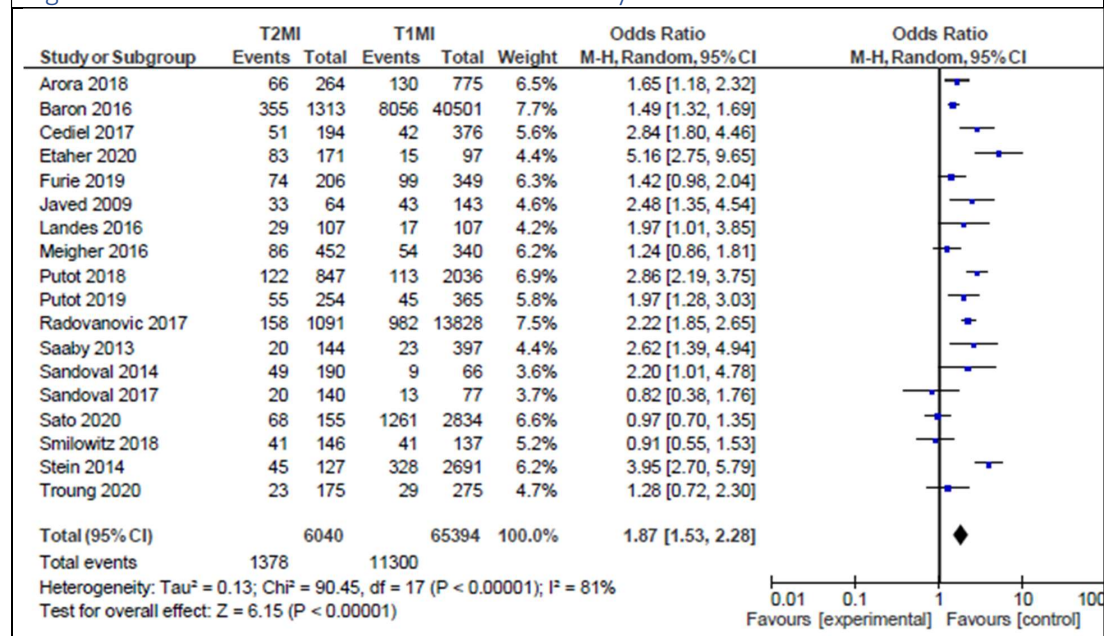 T2MI T1MI Odds Ratio Odds Ratio
Study or Subgroup Events Total Events Total Weight M-H, Random, 95% CI M-H, Random, 95% CI
Arora 2018 66 264 130 775 6.5% 1.65 [1.18, 2.32]
Baron 2016 355 1313 8056 40501 7.7% 1.49 [1.32, 1.69]
Cediel 2017 51 194 42 376 5.6% 2.84 [1.80, 4.46]
Etaher 2020 83 171 15 97 4.4% 5.16 [2.75, 9.65]
Furie 2019 74 206 99 349 6.3% 1.42 [0.98, 2.04]
Javed 2009 33 64 43 143 4.6% 2.48 [1.35, 4.54]
Landes 2016 29 107 17 107 4.2% 1.97 [1.01, 3.85]
Meigher 2016 86 452 54 340 6.2% 1.24 [0.86, 1.81]
Putot 2018 122 847 113 2036 6.9% 2.86 [2.19, 3.75]
Putot 2019 55 254 45 365 5.8% 1.97 [1.28, 3.03]
Radovanovic 2017 158 1091 982 13828 7.5% 2.22 [1.85, 2.65]
Saaby 2013 20 144 23 397 4.4% 2.62 [1.39, 4.94]
Sandoval 2014 49 190 9 66 3.6% 2.20 [1.01, 4.78]
Sandoval 2017 20 140 13 77 3.7% 0.82 [0.38, 1.76]
Sato 2020 68 155 1261 2834 6.6% 0.97 [0.70, 1.35]
Smilowitz 2018 41 146 41 137 5.2% 0.91 [0.55, 1.53]
Stein 2014 45 127 328 2691 6.2% 3.95 [2.70, 5.79]
Troung 2020 23 175 29 275 4.7% 1.28 [0.72, 2.30]
Total (95% CI) 6040 65394 100.0% 1.87 [1.53, 2.28]
Total events 1378 11300
Heterogeneity: Tau² = 0.13; Chi² = 90.45, df = 17 (P < 0.00001); I² = 81%
Test for overall effect: Z = 6.15 (P < 0.00001)
0.01 0.1 1 10 100
Favours [experimental] Favours [control]